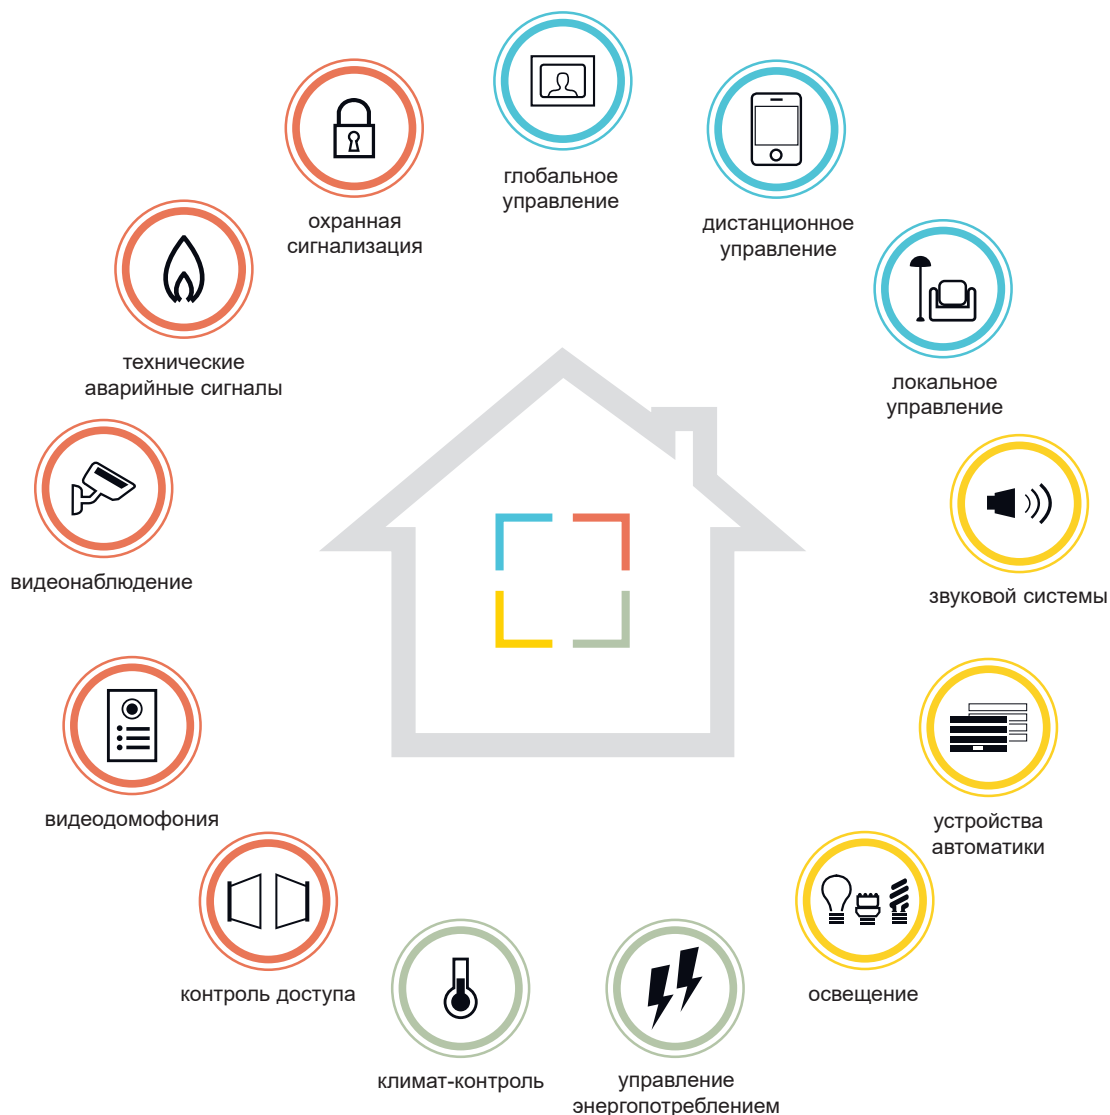 глобальное
управление
охранная
сигнализация
дистанционное
управление
технические
аварийные сигналы
локальное
управление
видеонаблюдение
звуковой системы
видеодомофония
устройства
автоматики
контроль доступа
освещение
климат-контроль
управление
энергопотреблением